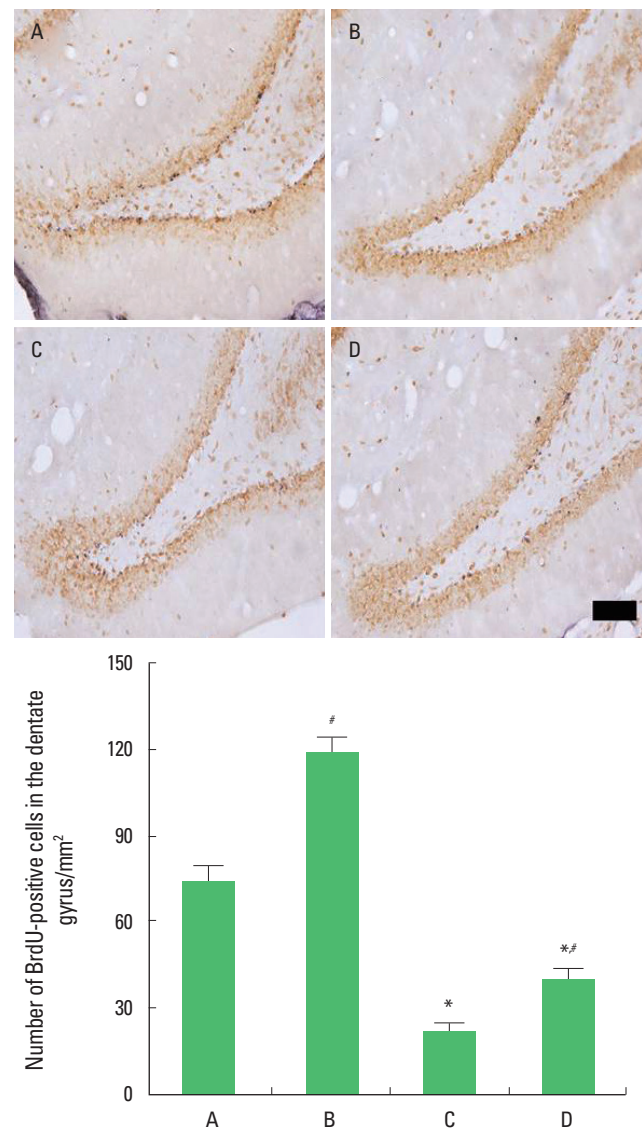 A
B
C
D
Number of BrdU-positive cells in the dentate
gyrus/mm²
150
120
90
60
30
0
#
*
*,#
A
B
C
D